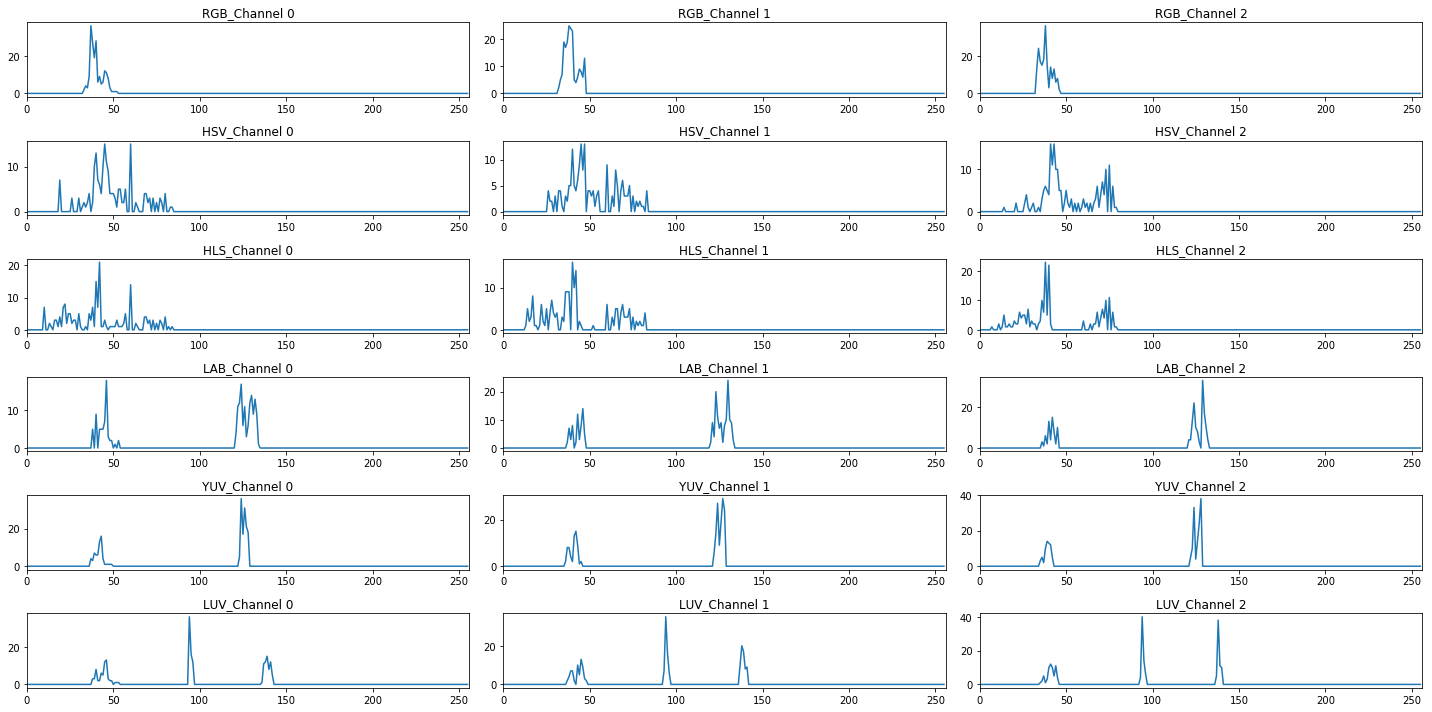 RGB_Channel 0 RGB_Channel 1 RGB_Channel 2
20 20 20
10
0 0 0
0 50 100 150 200 250 0 50 100 150 200 250 0 50 100 150 200 250
HSV_Channel 0 HSV_Channel 1 HSV_Channel 2
10 10 10
5
0 0 0
0 50 100 150 200 250 0 50 100 150 200 250 0 50 100 150 200 250
HLS_Channel 0 HLS_Channel 1 HLS_Channel 2
20 10 20
10 10
0 0 0
0 50 100 150 200 250 0 50 100 150 200 250 0 50 100 150 200 250
LAB_Channel 0 LAB_Channel 1 LAB_Channel 2
10 20 20
10
0 0 0
0 50 100 150 200 250 0 50 100 150 200 250 0 50 100 150 200 250
YUV_Channel 0 YUV_Channel 1 YUV_Channel 2
20 20 40
20
0 0 0
0 50 100 150 200 250 0 50 100 150 200 250 0 50 100 150 200 250
LUV_Channel 0 LUV_Channel 1 LUV_Channel 2
20 20 40
20
0 0 0
0 50 100 150 200 250 0 50 100 150 200 250 0 50 100 150 200 250